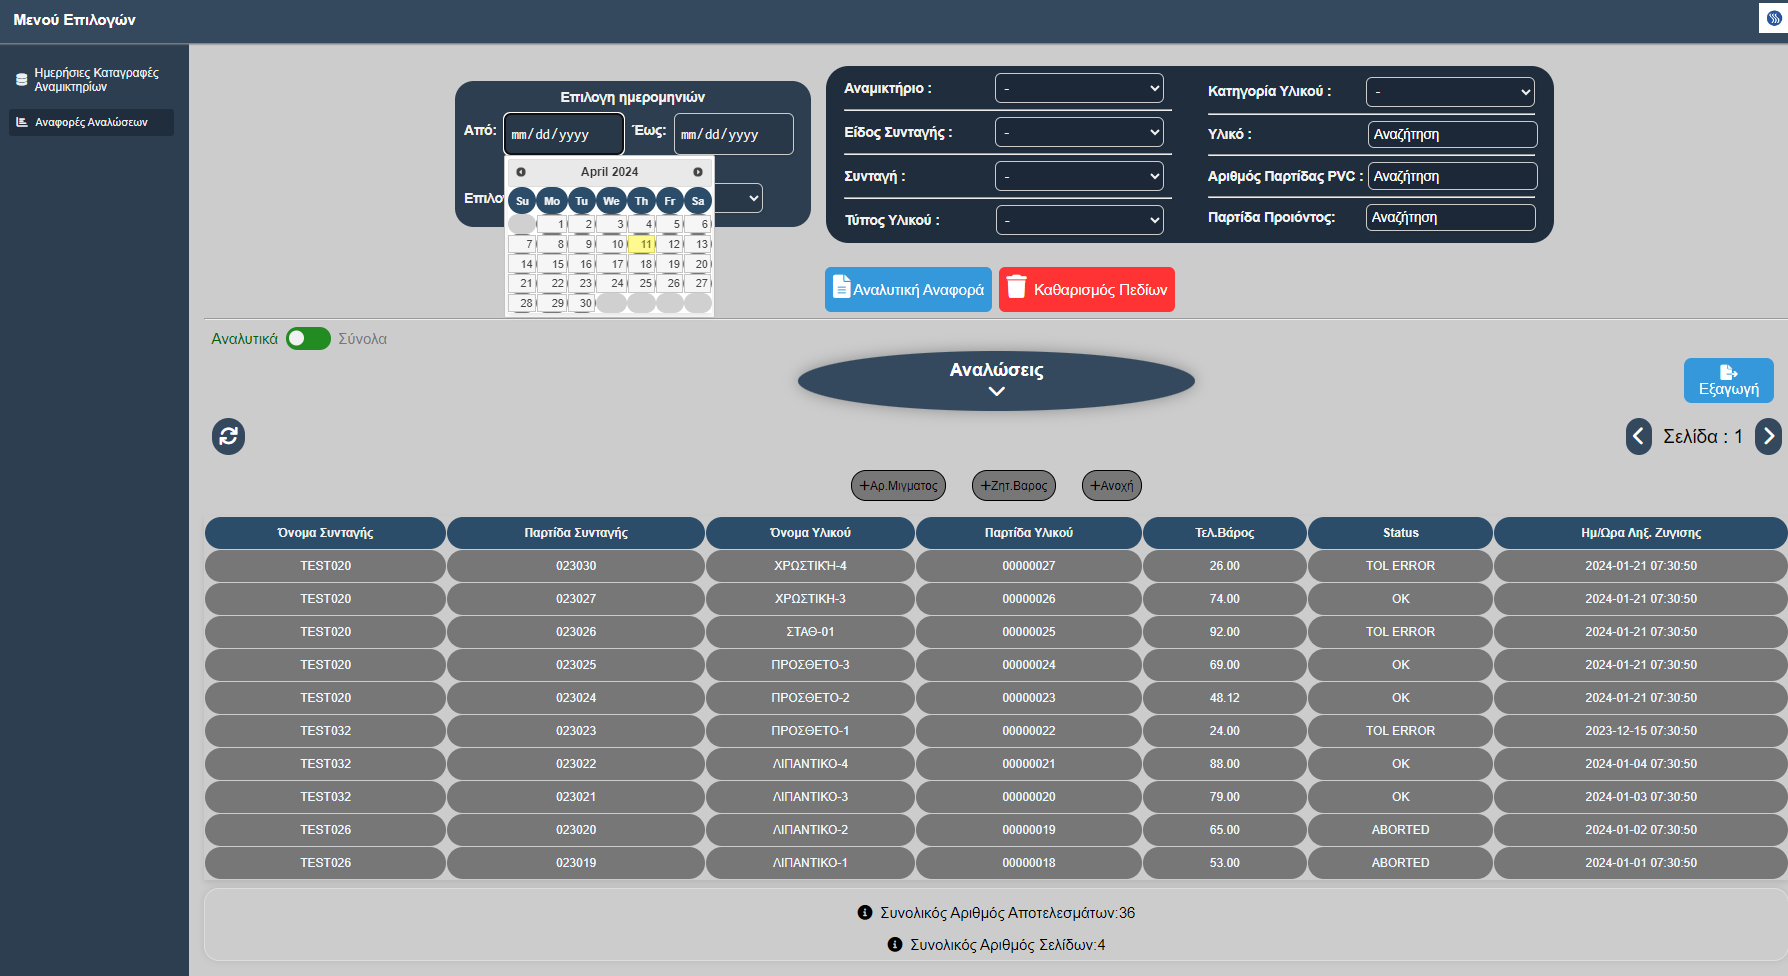 Μενού Επιλογών
Ημερήσιες Καταγραφές
Αναμικτηρίων
Αναφορές Αναλώσεων
Επιλογη ημερομηνιών
Από: mm/dd/yyyy Έως: mm/dd/yyyy
April 2024
Su Mo Tu We Th Fr Sa
1 2 3 4 5 6
7 8 9 10 11 12 13
14 15 16 17 18 19 20
21 22 23 24 25 26 27
28 29 30
Αναμικτήριο : -
Είδος Συνταγής : -
Συνταγή : -
Τύπος Υλικού : -
Κατηγορία Υλικού : -
Υλικό : Αναζήτηση
Αριθμός Παρτίδας PVC : Αναζήτηση
Παρτίδα Προιόντος: Αναζήτηση
Αναλυτική Αναφορά Καθαρισμός Πεδίων
Αναλυτικά Σύνολα
Αναλώσεις
Εξαγωγή
Σελίδα : 1
+Αρ.Μιγματος +Ζητ.Βαρος +Ανοχή
Όνομα Συνταγής Παρτίδα Συνταγής Όνομα Υλικού Παρτίδα Υλικού Τελ.Βάρος Status Ημ/Ωρα Ληξ. Ζυγισης
TEST020 023030 ΧΡΩΣΤΙΚΉ-4 00000027 26.00 TOL ERROR 2024-01-21 07:30:50
TEST020 023027 ΧΡΩΣΤΙΚΗ-3 00000026 74.00 OK 2024-01-21 07:30:50
TEST020 023026 ΣΤΑΘ-01 00000025 92.00 TOL ERROR 2024-01-21 07:30:50
TEST020 023025 ΠΡΟΣΘΕΤΟ-3 00000024 69.00 OK 2024-01-21 07:30:50
TEST020 023024 ΠΡΟΣΘΕΤΟ-2 00000023 48.12 OK 2024-01-21 07:30:50
TEST032 023023 ΠΡΟΣΘΕΤΟ-1 00000022 24.00 TOL ERROR 2023-12-15 07:30:50
TEST032 023022 ΛΙΠΑΝΤΙΚΟ-4 00000021 88.00 OK 2024-01-04 07:30:50
TEST032 023021 ΛΙΠΑΝΤΙΚΟ-3 00000020 79.00 OK 2024-01-03 07:30:50
TEST026 023020 ΛΙΠΑΝΤΙΚΟ-2 00000019 65.00 ABORTED 2024-01-02 07:30:50
TEST026 023019 ΛΙΠΑΝΤΙΚΟ-1 00000018 53.00 ABORTED 2024-01-01 07:30:50
Συνολικός Αριθμός Αποτελεσμάτων:36
Συνολικός Αριθμός Σελίδων:4